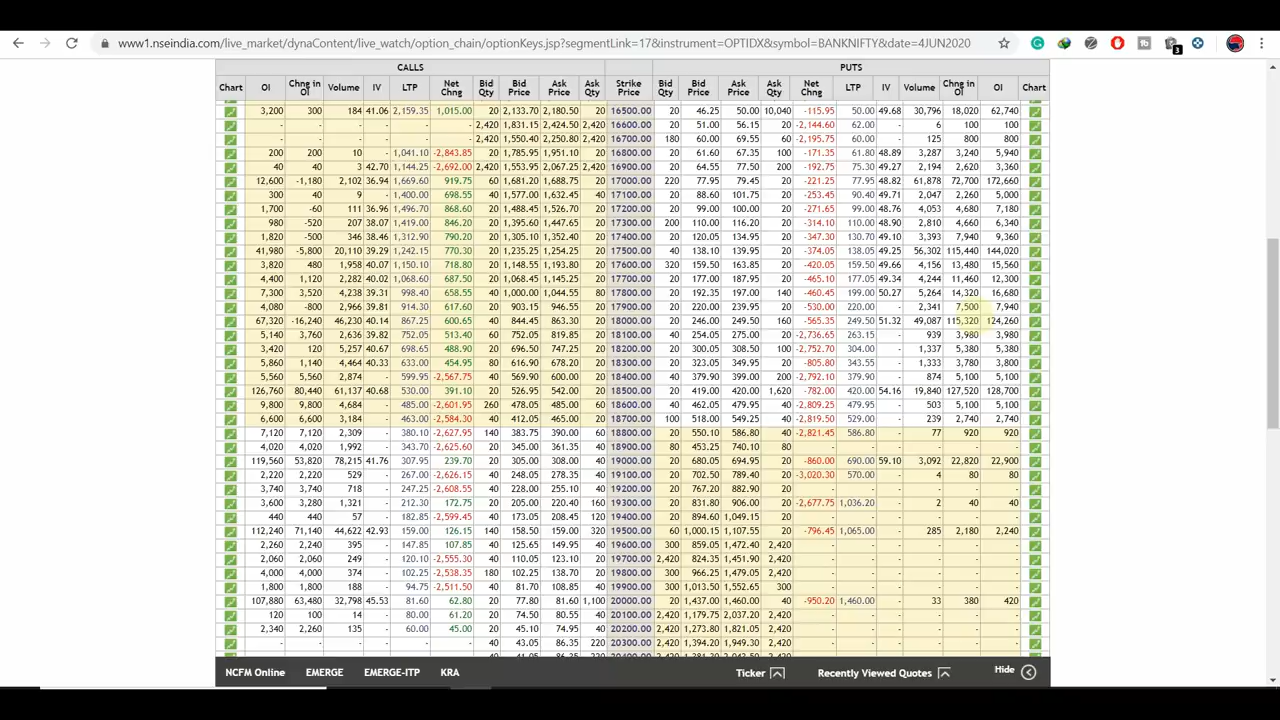 www1.nseindia.com/live_market/dynaContent/live_watch/option_chain/optionKeys.jsp?segmentLink=17&instrument=OPTIDX&symbol=BANKNIFTY&date=4JUN2020
3
CALLS PUTS
Chart OI Chng in OI Volume IV LTP Net Chng Bid Qty Bid Price Ask Price Ask Qty Strike Price Bid Qty Bid Price Ask Price Ask Qty Net Chng LTP IV Volume Chng in OI OI Chart
3,200 300 184 41.06 2,159.35 1,015.00 20 2,133.70 2,180.50 20 16500.00 20 46.25 50.00 10,040 -115.95 50.00 49.68 30,796 18,020 62,740
- - - - - - 2,420 1,831.15 2,424.50 2,420 16600.00 20 51.00 56.15 20 -2,144.60 62.00 - 6 100 100
- - - - - - 2,420 1,550.40 2,250.80 2,420 16700.00 180 60.00 69.55 60 -2,195.75 60.00 - 125 800 800
200 200 10 - 1,041.10 -2,843.85 20 1,785.95 1,951.10 20 16800.00 20 61.60 67.35 100 -171.35 61.80 48.89 3,287 3,240 5,940
40 40 3 42.70 1,144.25 -2,692.00 2,420 1,553.90 2,067.25 2,420 16900.00 20 64.55 77.50 200 -192.75 75.30 49.27 2,194 2,620 3,360
12,600 -1,180 2,102 36.94 1,669.60 919.75 60 1,681.20 1,688.75 20 17000.00 220 77.95 79.45 20 -221.25 77.95 48.82 61,878 72,700 172,660
300 40 9 - 1,400.00 698.55 40 1,577.00 1,632.45 40 17100.00 20 88.60 101.75 20 -253.45 90.40 49.71 2,047 2,260 5,000
1,700 -60 111 36.96 1,496.70 868.60 20 1,488.45 1,526.70 20 17200.00 20 99.00 100.00 20 -271.65 99.00 48.76 4,053 4,680 7,180
980 -520 207 38.07 1,419.00 846.20 20 1,395.60 1,447.60 20 17300.00 200 110.00 116.20 20 -314.10 110.00 48.90 2,810 4,660 6,340
1,820 -500 346 38.46 1,312.90 790.20 20 1,305.10 1,352.40 20 17400.00 20 120.05 134.95 20 -347.30 130.70 49.10 3,393 7,940 9,360
41,980 -5,800 20,110 39.29 1,242.15 770.30 20 1,235.25 1,254.25 20 17500.00 40 138.10 139.95 20 -374.05 138.10 49.25 56,302 115,440 144,020
3,820 480 1,958 40.07 1,150.10 718.80 20 1,148.55 1,193.80 20 17600.00 320 159.50 163.85 20 -420.05 159.50 49.66 4,156 13,480 15,360
4,400 1,120 2,282 40.02 1,068.60 687.50 20 1,068.45 1,108.25 20 17700.00 20 177.00 187.95 20 -465.10 177.05 49.34 4,244 11,460 12,560
7,300 3,520 4,238 39.31 998.40 658.55 40 1,000.00 1,044.55 80 17800.00 20 192.35 197.00 20 -460.45 199.00 50.27 5,264 14,320 16,680
4,080 -800 2,966 39.81 914.30 617.60 20 903.15 946.55 20 17900.00 20 220.00 239.95 20 -530.00 220.00 - 2,341 7,500 7,940
67,320 -16,240 46,230 40.14 867.25 600.65 40 844.45 863.30 20 18000.00 20 246.00 249.50 160 -565.35 249.50 51.32 49,087 115,320 124,260
5,140 3,760 2,636 39.82 752.05 513.40 60 752.00 819.85 20 18100.00 40 254.05 275.00 20 -2,736.65 263.15 - 939 3,980 3,980
3,420 120 5,257 40.67 698.65 488.90 20 696.50 747.25 20 18200.00 20 300.05 308.50 100 -2,752.70 304.00 - 1,337 5,380 5,380
5,860 1,140 4,464 40.33 633.00 454.95 80 616.90 678.20 20 18300.00 20 323.05 349.95 20 -805.80 343.55 - 1,333 3,780 3,800
5,560 5,560 2,874 - 599.95 -2,567.75 40 569.90 600.00 20 18400.00 40 379.90 399.00 200 -2,792.10 379.90 - 874 5,100 5,100
126,760 80,440 61,137 40.68 530.00 391.10 20 526.95 542.00 20 18500.00 20 419.00 420.00 1,620 -782.00 420.00 54.16 19,840 127,520 128,700
9,800 9,800 4,684 - 485.00 -2,601.95 260 478.05 485.00 60 18600.00 40 462.05 479.95 40 -2,809.25 479.95 - 503 5,100 5,100
6,600 6,600 3,184 - 463.00 -2,584.30 40 412.05 465.00 20 18700.00 100 518.00 549.25 40 -2,819.50 529.00 - 239 2,740 2,740
7,120 7,120 2,309 - 380.10 -2,627.95 140 383.75 390.00 60 18800.00 20 550.10 586.80 40 -2,821.45 586.80 - 77 920 920
4,020 4,020 1,992 - 343.70 -2,625.60 40 345.00 361.35 40 18900.00 80 453.25 740.10 80 - - - - - -
119,560 53,820 78,215 41.76 307.95 239.70 20 305.00 308.00 40 19000.00 20 680.05 694.95 20 -860.00 690.00 59.10 3,092 22,820 22,900
2,220 2,220 529 - 267.00 -2,626.15 40 248.05 278.35 40 19100.00 20 702.50 789.40 20 -3,020.30 570.00 - 4 80 80
3,740 3,740 718 - 247.25 -2,608.55 40 228.00 255.10 40 19200.00 20 767.20 882.90 20 - - - - - -
3,600 3,280 1,321 - 212.30 172.75 20 205.00 220.40 160 19300.00 20 831.80 906.00 20 -2,677.75 1,036.20 - 2 40 40
440 440 57 - 182.85 -2,599.45 40 173.05 208.45 120 19400.00 20 894.60 1,049.15 20 - - - - - -
112,240 71,140 44,622 42.93 159.00 126.15 140 158.50 159.00 320 19500.00 60 1,000.15 1,107.55 20 -796.45 1,065.00 - 285 2,180 2,240
2,260 2,240 395 - 147.85 107.85 40 125.65 149.95 40 19600.00 300 859.05 1,472.40 2,420 - - - - - -
2,060 2,060 249 - 120.10 -2,555.30 40 110.05 123.10 40 19700.00 2,420 824.35 1,451.90 2,420 - - - - - -
4,000 4,000 374 - 102.25 -2,538.35 180 102.25 138.70 20 19800.00 300 966.25 1,479.05 2,420 - - - - - -
1,800 1,800 188 - 94.75 -2,511.50 40 81.70 108.80 40 19900.00 300 1,013.50 1,552.65 300 - - - - - -
107,880 63,480 32,798 45.53 81.60 62.80 20 77.80 81.60 1,100 20000.00 20 1,437.00 1,460.00 40 -950.20 1,460.00 - 33 380 420
120 100 14 - 80.00 61.20 20 50.55 80.00 40 20100.00 2,420 1,179.75 2,037.20 2,420 - - - - - -
2,340 2,260 135 - 60.00 45.00 20 45.10 74.95 40 20200.00 2,420 1,273.80 1,821.05 2,420 - - - - - -
- - - - - - 40 43.05 86.35 220 20300.00 2,420 1,394.20 1,949.30 2,420 - - - - - -
NCFM Online EMERGE EMERGE-ITP KRA Ticker Recently Viewed Quotes Hide